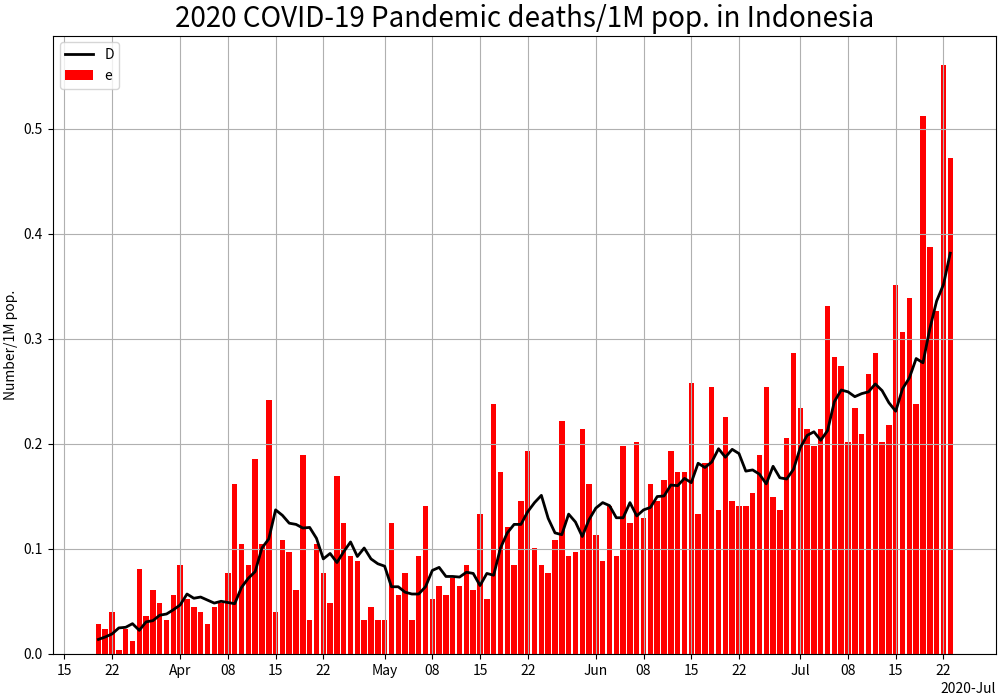 2020 COVID-19 Pandemic deaths/1M pop. in Indonesia
D
e
Number/1M pop.
0.5
0.4
0.3
0.2
0.1
0.0
15 22 Apr 08 15 22 May 08 15 22 Jun 08 15 22 Jul 08 15 22
2020-Jul